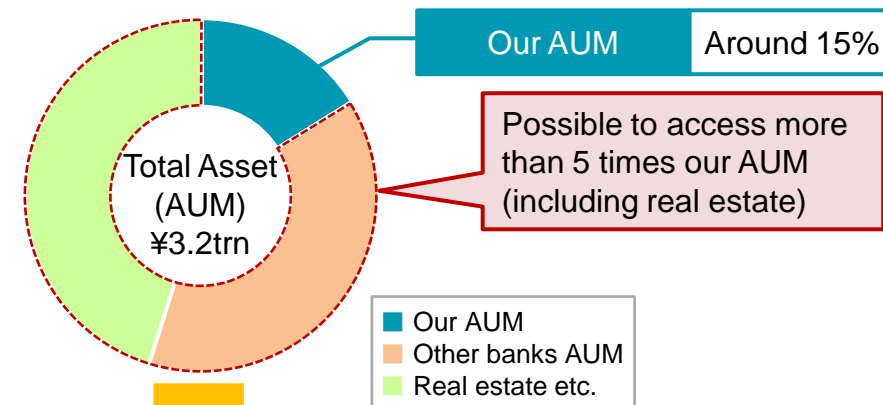 Our AUM
Around 15%
Possible to access more
than 5 times our AUM
(including real estate)
Total Asset
(AUM)
¥3.2trn
Our AUM
Other banks AUM
Real estate etc.